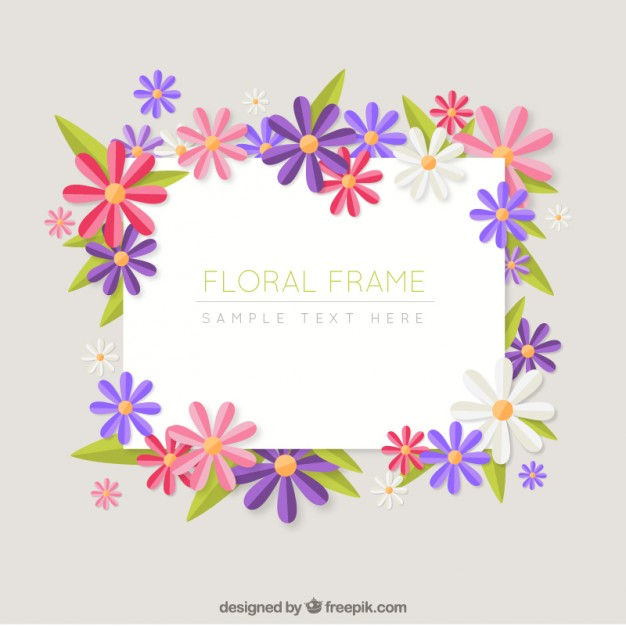 FLORAL FRAME
SAMPLE TEXT HERE
designed by freepik.com